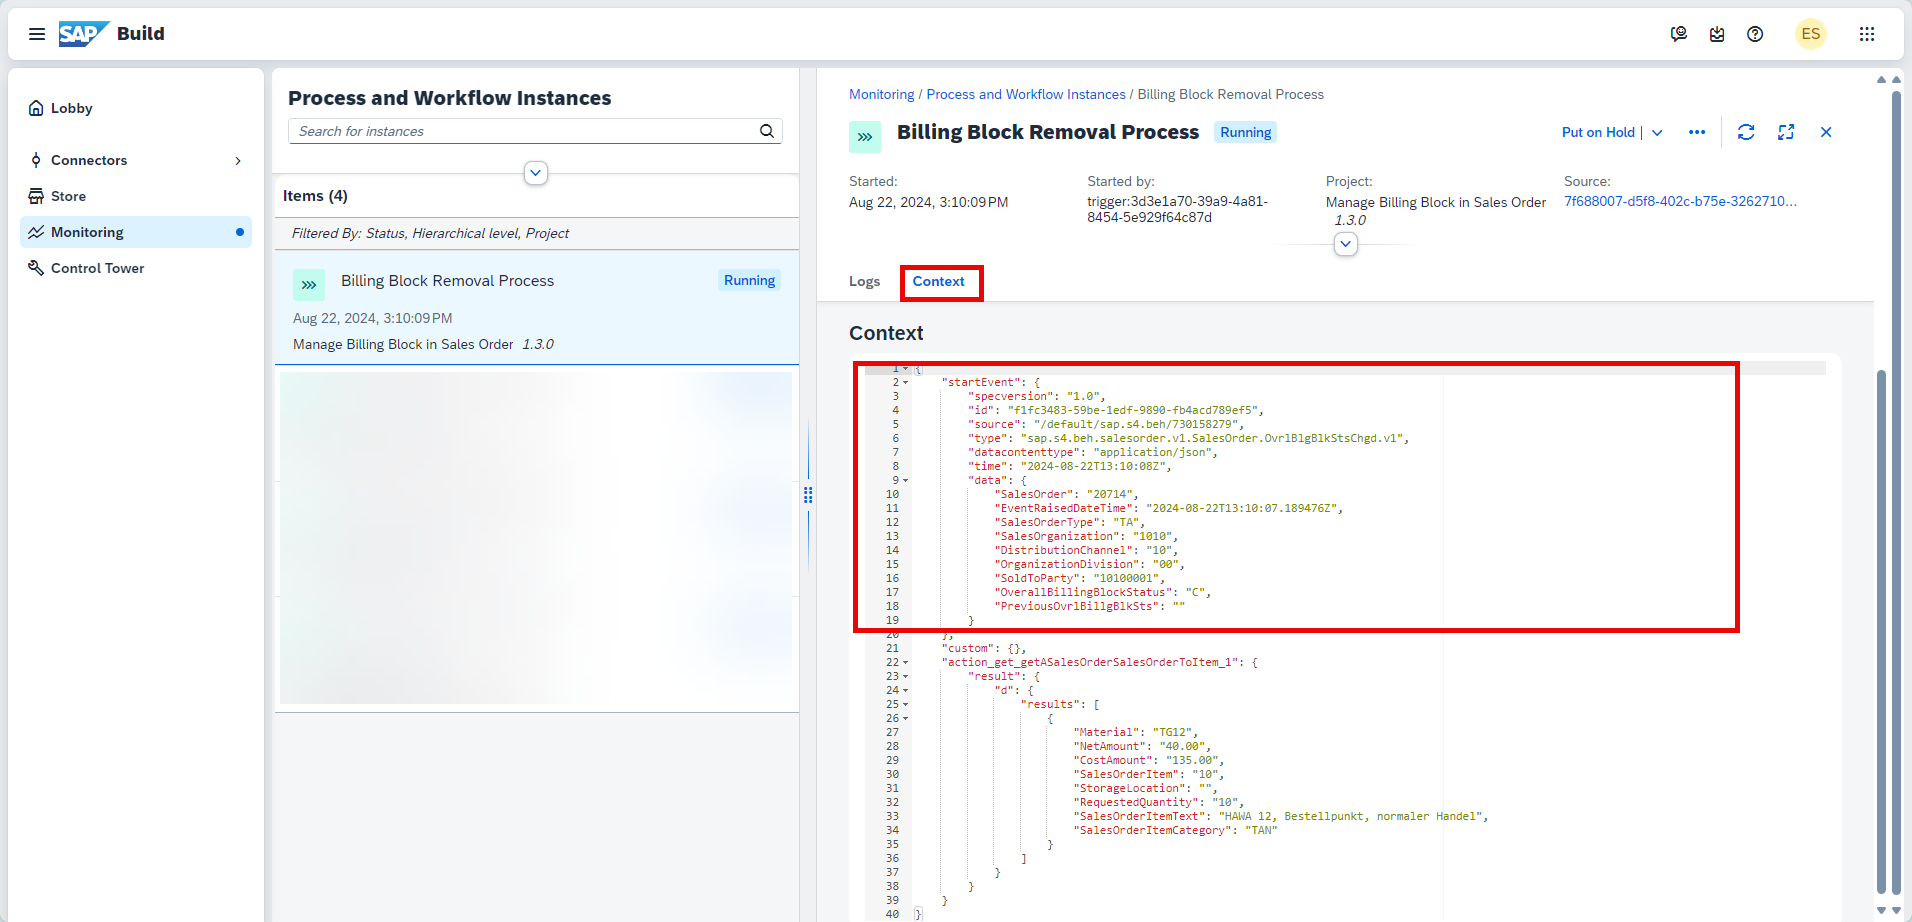 SAP Build
ES
Lobby
Connectors
Store
Monitoring
Control Tower
Process and Workflow Instances
Search for instances
Items (4)
Filtered By: Status, Hierarchical level, Project
Billing Block Removal Process
Running
Aug 22, 2024, 3:10:09 PM
Manage Billing Block in Sales Order 1.3.0
Monitoring / Process and Workflow Instances / Billing Block Removal Process
Billing Block Removal Process Running
Put on Hold
Started:
Aug 22, 2024, 3:10:09 PM
Started by:
trigger:3d3e1a70-39a9-4a81-
8454-5e929f64c87d
Project:
Manage Billing Block in Sales Order
1.3.0
Source:
7f688007-d5f8-402c-b75e-3262710...
Logs
Context
Context
1 {
2 "startEvent": {
3 "specversion": "1.0",
4 "id": "f1fc3483-59be-1edf-9890-fb4acd789ef5",
5 "source": "/default/sap.s4.beh/730158279",
6 "type": "sap.s4.beh.salesorder.v1.SalesOrder.OvrlBlgBlkStsChgd.v1",
7 "datacontenttype": "application/json",
8 "time": "2024-08-22T13:10:08Z",
9 "data": {
10 "SalesOrder": "20714",
11 "EventRaisedDateTime": "2024-08-22T13:10:07.189476Z",
12 "SalesOrderType": "TA",
13 "SalesOrganization": "1010",
14 "DistributionChannel": "10",
15 "OrganizationDivision": "00",
16 "SoldToParty": "10100001",
17 "OverallBillingBlockStatus": "C",
18 "PreviousOvrlBillgBlkSts": ""
19 }
20 },
21 "custom": {},
22 "action_get_getASalesOrderSalesOrderToItem_1": {
23 "result": {
24 "d": {
25 "results": [
26 {
27 "Material": "TG12",
28 "NetAmount": "40.00",
29 "CostAmount": "135.00",
30 "SalesOrderItem": "10",
31 "StorageLocation": "",
32 "RequestedQuantity": "10",
33 "SalesOrderItemText": "HAWA 12, Bestellpunkt, normaler Handel",
34 "SalesOrderItemCategory": "TAN"
35 }
36 ]
37 }
38 }
39 }
40 }